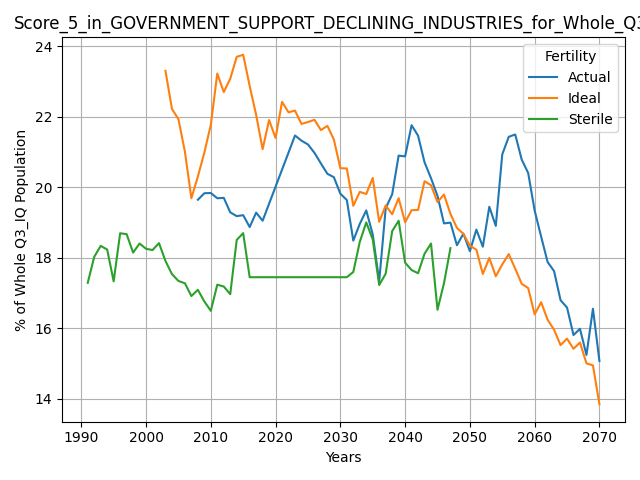 Score_5_in_GOVERNMENT_SUPPORT_DECLINING_INDUSTRIES_for_Whole_Q3
Fertility
Actual
Ideal
Sterile
% of Whole Q3_IQ Population
24
22
20
18
16
14
1990 2000 2010 2020 2030 2040 2050 2060 2070
Years